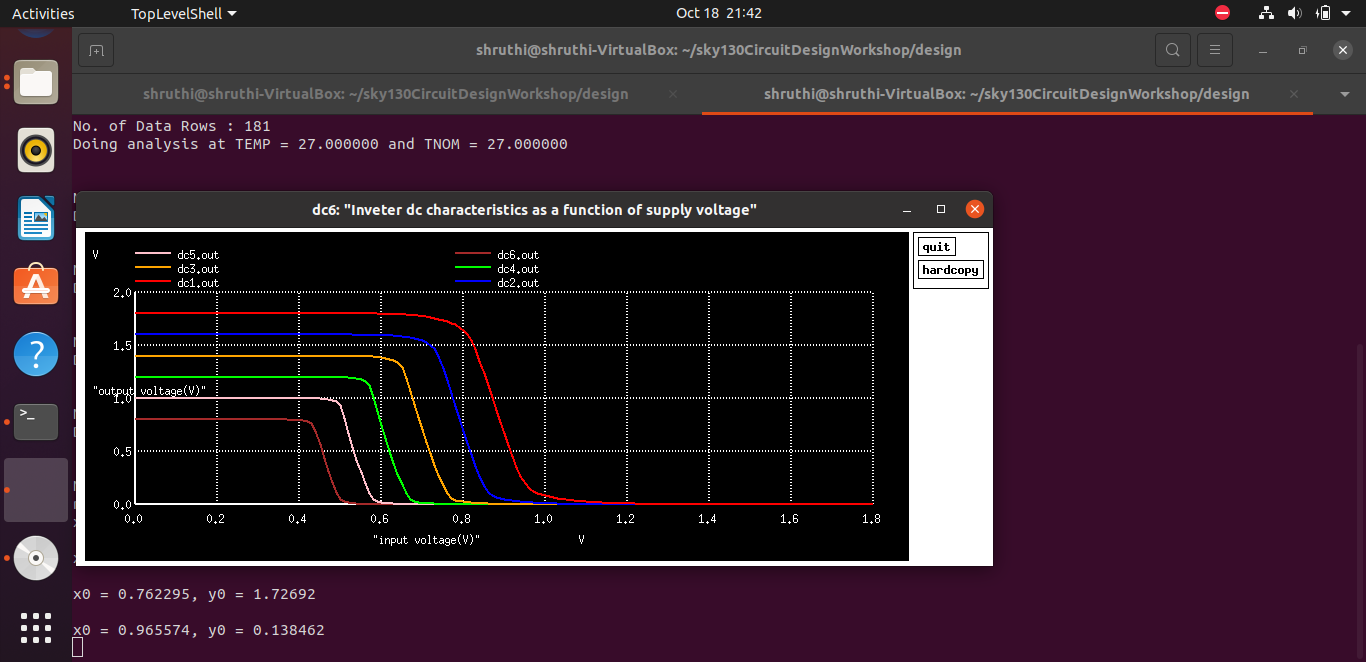 Activities
TopLevelShell
Oct 18 21:42
shruthi@shruthi-VirtualBox: ~/sky130CircuitDesignWorkshop/design
shruthi@shruthi-VirtualBox: ~/sky130CircuitDesignWorkshop/design
shruthi@shruthi-VirtualBox: ~/sky130CircuitDesignWorkshop/design
No. of Data Rows : 181
Doing analysis at TEMP = 27.000000 and TNOM = 27.000000
dc6: "Inveter dc characteristics as a function of supply voltage"
quit
hardcopy
V
dc5.out
dc6.out
dc3.out
dc4.out
dc1.out
dc2.out
2.0
1.5
"output voltage(V)"
1.0
0.5
0.0
0.0 0.2 0.4 0.6 0.8 1.0 1.2 1.4 1.6 1.8
"input voltage(V)" V
x0 = 0.762295, y0 = 1.72692
x0 = 0.965574, y0 = 0.138462